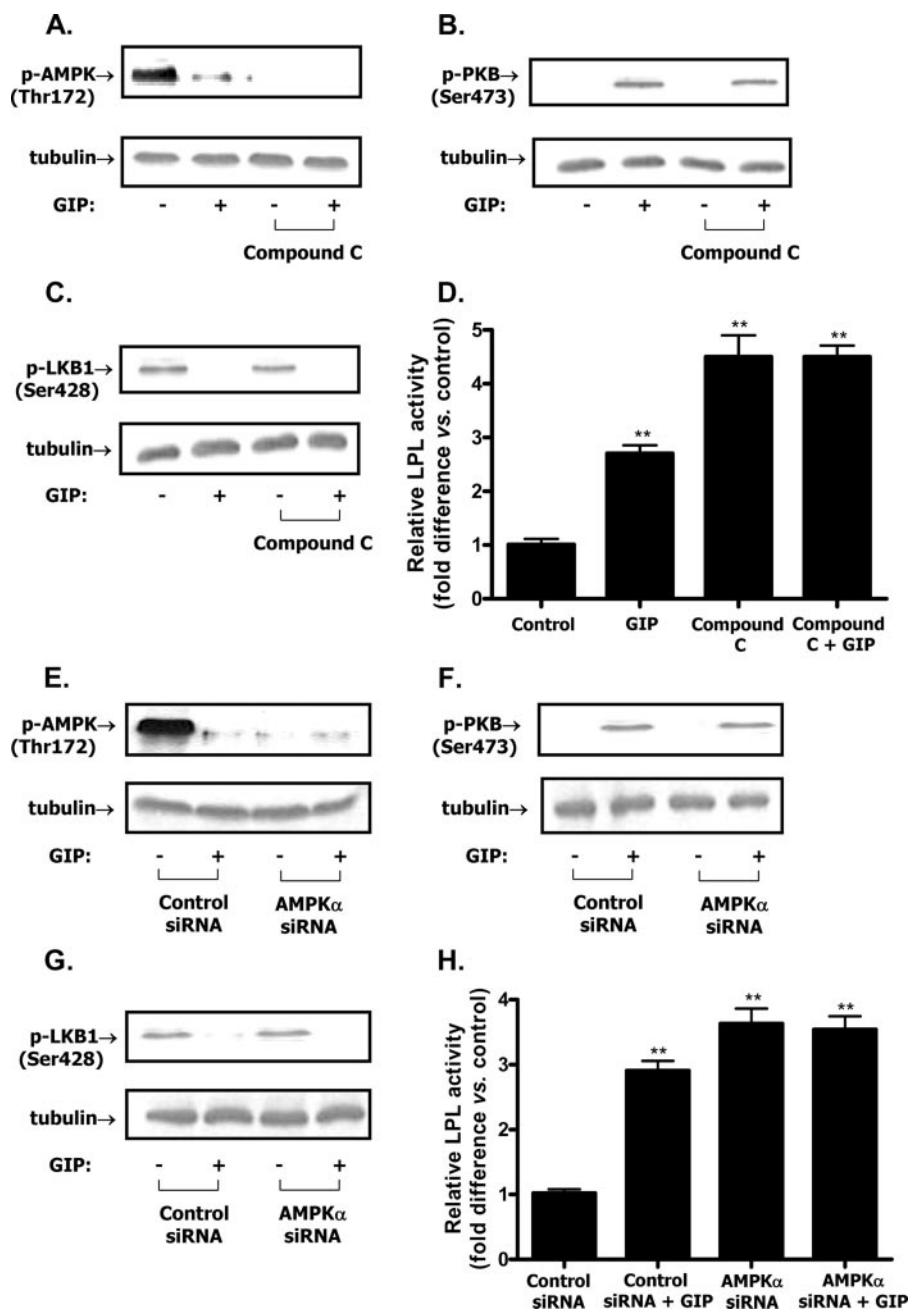 A.
p-AMPK→
(Thr172)
tubulin→
GIP: - + - +
Compound C
B.
p-PKB→
(Ser473)
tubulin→
GIP: - + - +
Compound C
C.
p-LKB1→
(Ser428)
tubulin→
GIP: - + - +
Compound C
D.
Relative LPL activity
(fold difference vs. control)
5
4
3
2
1
0
** ** **
Control GIP Compound Compound
C C + GIP
E.
p-AMPK→
(Thr172)
tubulin→
GIP: - + - +
Control AMPKα
siRNA siRNA
F.
p-PKB→
(Ser473)
tubulin→
GIP: - + - +
Control AMPKα
siRNA siRNA
G.
p-LKB1→
(Ser428)
tubulin→
GIP: - + - +
Control AMPKα
siRNA siRNA
H.
Relative LPL activity
(fold difference vs. control)
4
3
2
1
0
** ** **
Control Control AMPKα AMPKα
siRNA siRNA + GIP siRNA siRNA + GIP